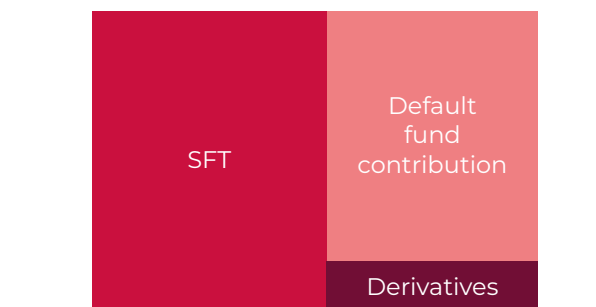 SFT
Default
fund
contribution
Derivatives